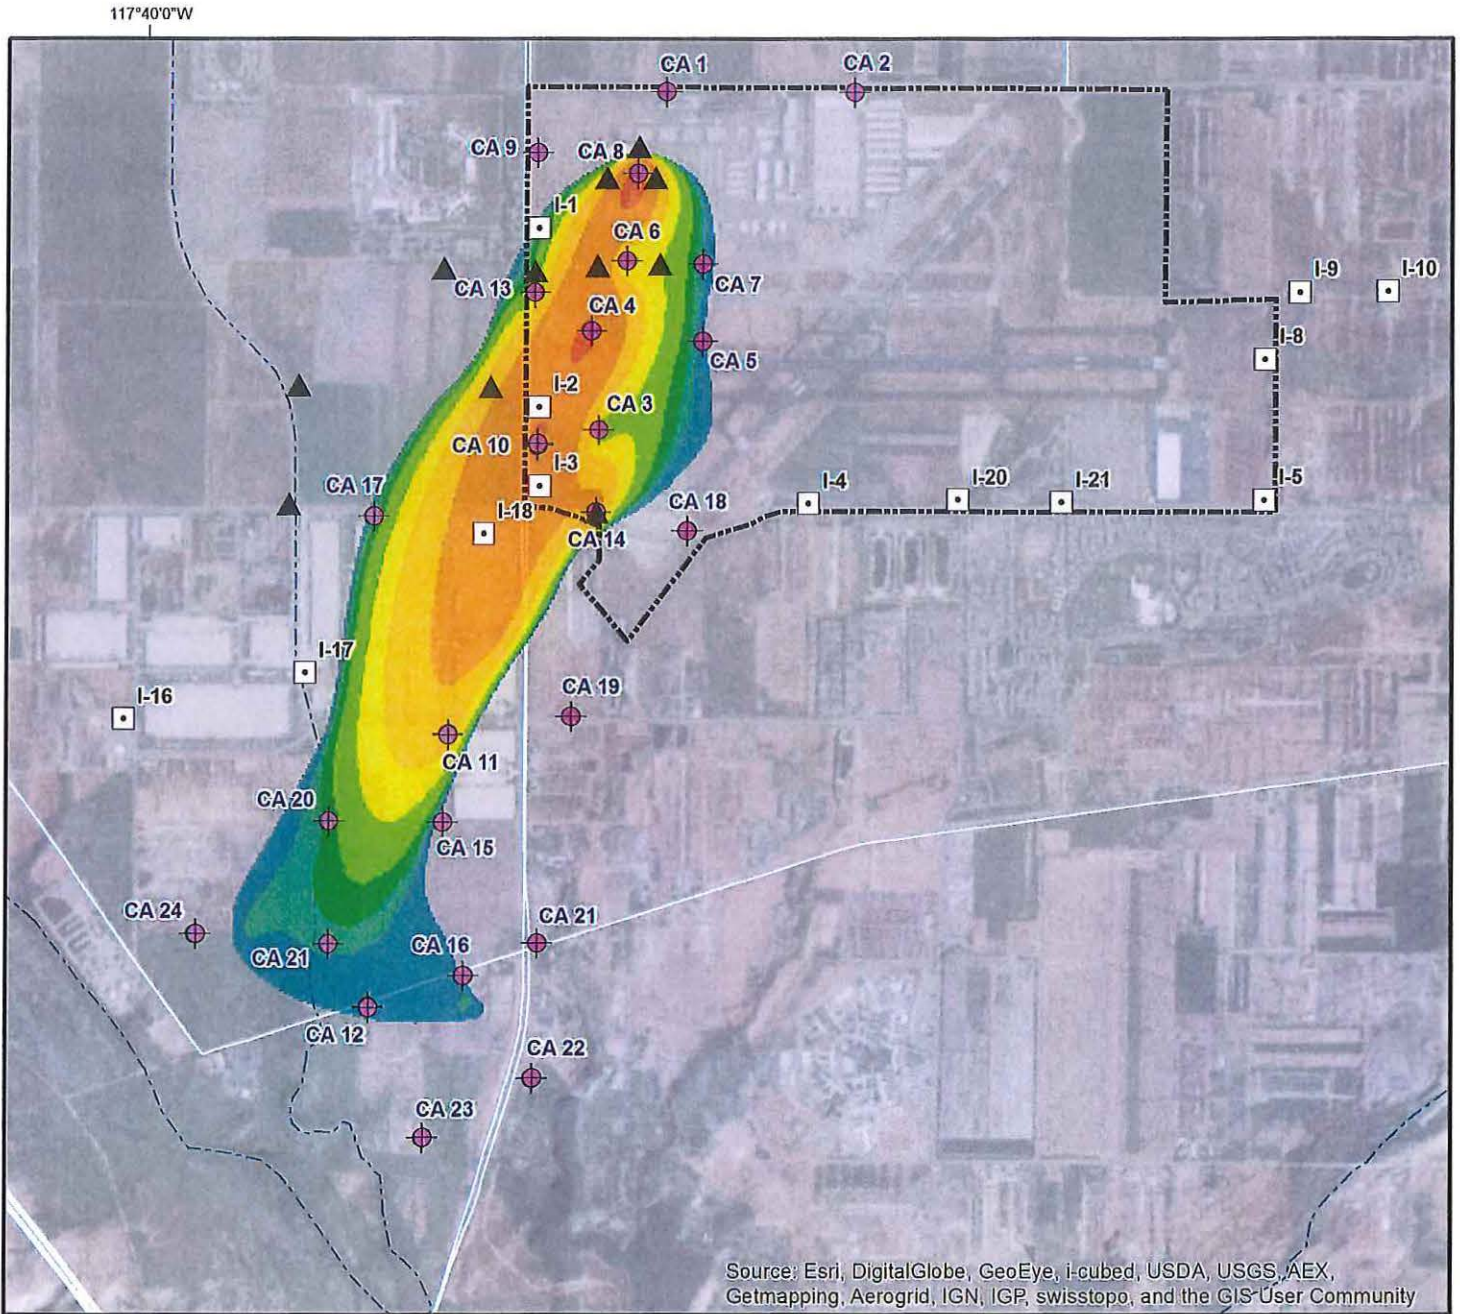 117°40'0"W
CA 1
CA 2
CA 9
CA 8
I-1
CA 6
CA 7
CA 13
I-9
I-10
CA 4
CA 5
I-8
I-2
CA 3
CA 10
I-3
CA 17
I-18
CA 14
CA 18
I-4
I-20
I-21
I-5
I-17
I-16
CA 19
CA 11
CA 20
CA 15
CA 24
CA 21
CA 16
CA 21
CA 12
CA 22
CA 23
Source: Esri, DigitalGlobe, GeoEye, i-cubed, USDA, USGS, AEX,
Getmapping, Aerogrid, IGN, IGP, swisstopo, and the GIS User Community